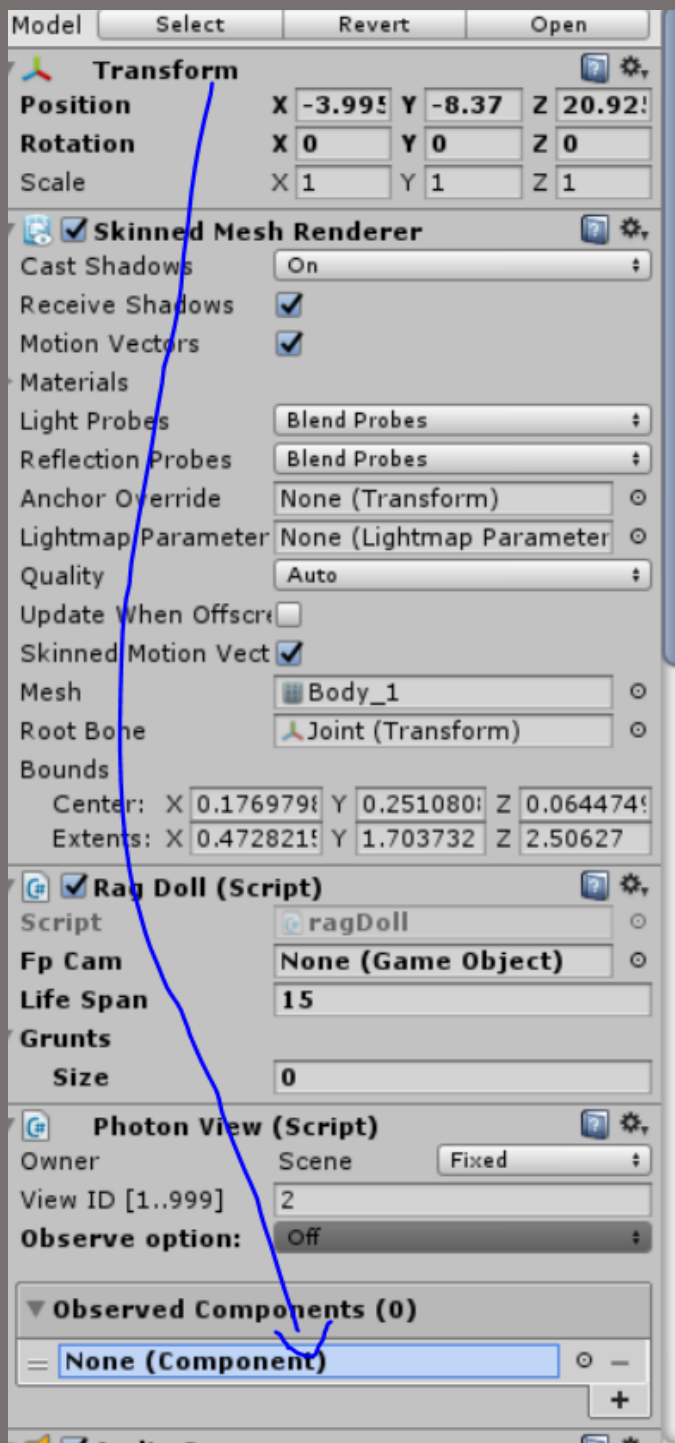 Model Select Revert Open
Transform
Position X -3.995 Y -8.37 Z 20.925
Rotation X 0 Y 0 Z 0
Scale X 1 Y 1 Z 1
Skinned Mesh Renderer
Cast Shadows On
Receive Shadows
Motion Vectors
Materials
Light Probes Blend Probes
Reflection Probes Blend Probes
Anchor Override None (Transform)
Lightmap Parameter None (Lightmap Parameter
Quality Auto
Update When Offscre
Skinned Motion Vect
Mesh Body_1
Root Bone Joint (Transform)
Bounds
Center: X 0.176979 Y 0.251080 Z 0.064474
Extents: X 0.472821 Y 1.703732 Z 2.50627
Rag Doll (Script)
Script ragDoll
Fp Cam None (Game Object)
Life Span 15
Grunts
Size 0
Photon View (Script)
Owner Scene Fixed
View ID [1..999] 2
Observe option: Off
Observed Components (0)
None (Component)